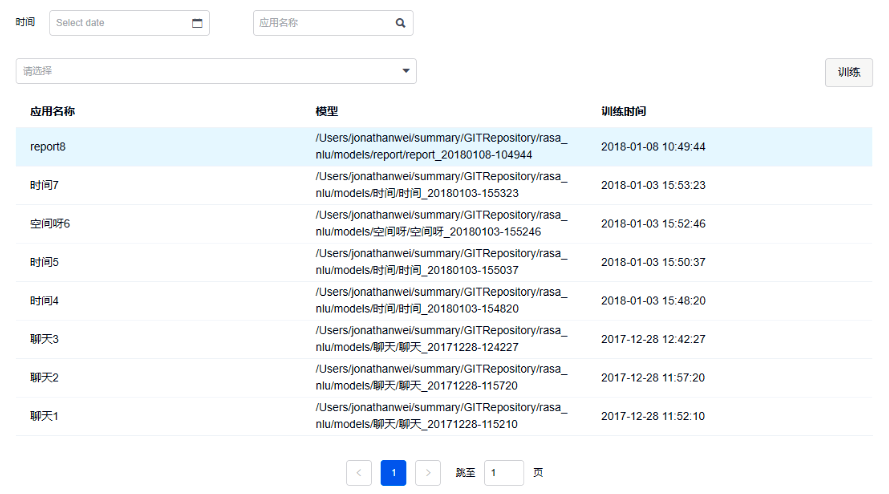 时间 Select date 应用名称
请选择 训练
应用名称 模型 训练时间
report8 /Users/jonathanwei/summary/GITRepository/rasa_ 2018-01-08 10:49:44
nlu/models/report/report_20180108-104944
时间7 /Users/jonathanwei/summary/GITRepository/rasa_ 2018-01-03 15:53:23
nlu/models/时间/时间_20180103-155323
空间呀6 /Users/jonathanwei/summary/GITRepository/rasa_ 2018-01-03 15:52:46
nlu/models/空间呀/空间呀_20180103-155246
时间5 /Users/jonathanwei/summary/GITRepository/rasa_ 2018-01-03 15:50:37
nlu/models/时间/时间_20180103-155037
时间4 /Users/jonathanwei/summary/GITRepository/rasa_ 2018-01-03 15:48:20
nlu/models/时间/时间_20180103-154820
聊天3 /Users/jonathanwei/summary/GITRepository/rasa_ 2017-12-28 12:42:27
nlu/models/聊天/聊天_20171228-124227
聊天2 /Users/jonathanwei/summary/GITRepository/rasa_ 2017-12-28 11:57:20
nlu/models/聊天/聊天_20171228-115720
聊天1 /Users/jonathanwei/summary/GITRepository/rasa_ 2017-12-28 11:52:10
nlu/models/聊天/聊天_20171228-115210
< 1 > 跳至 1 页